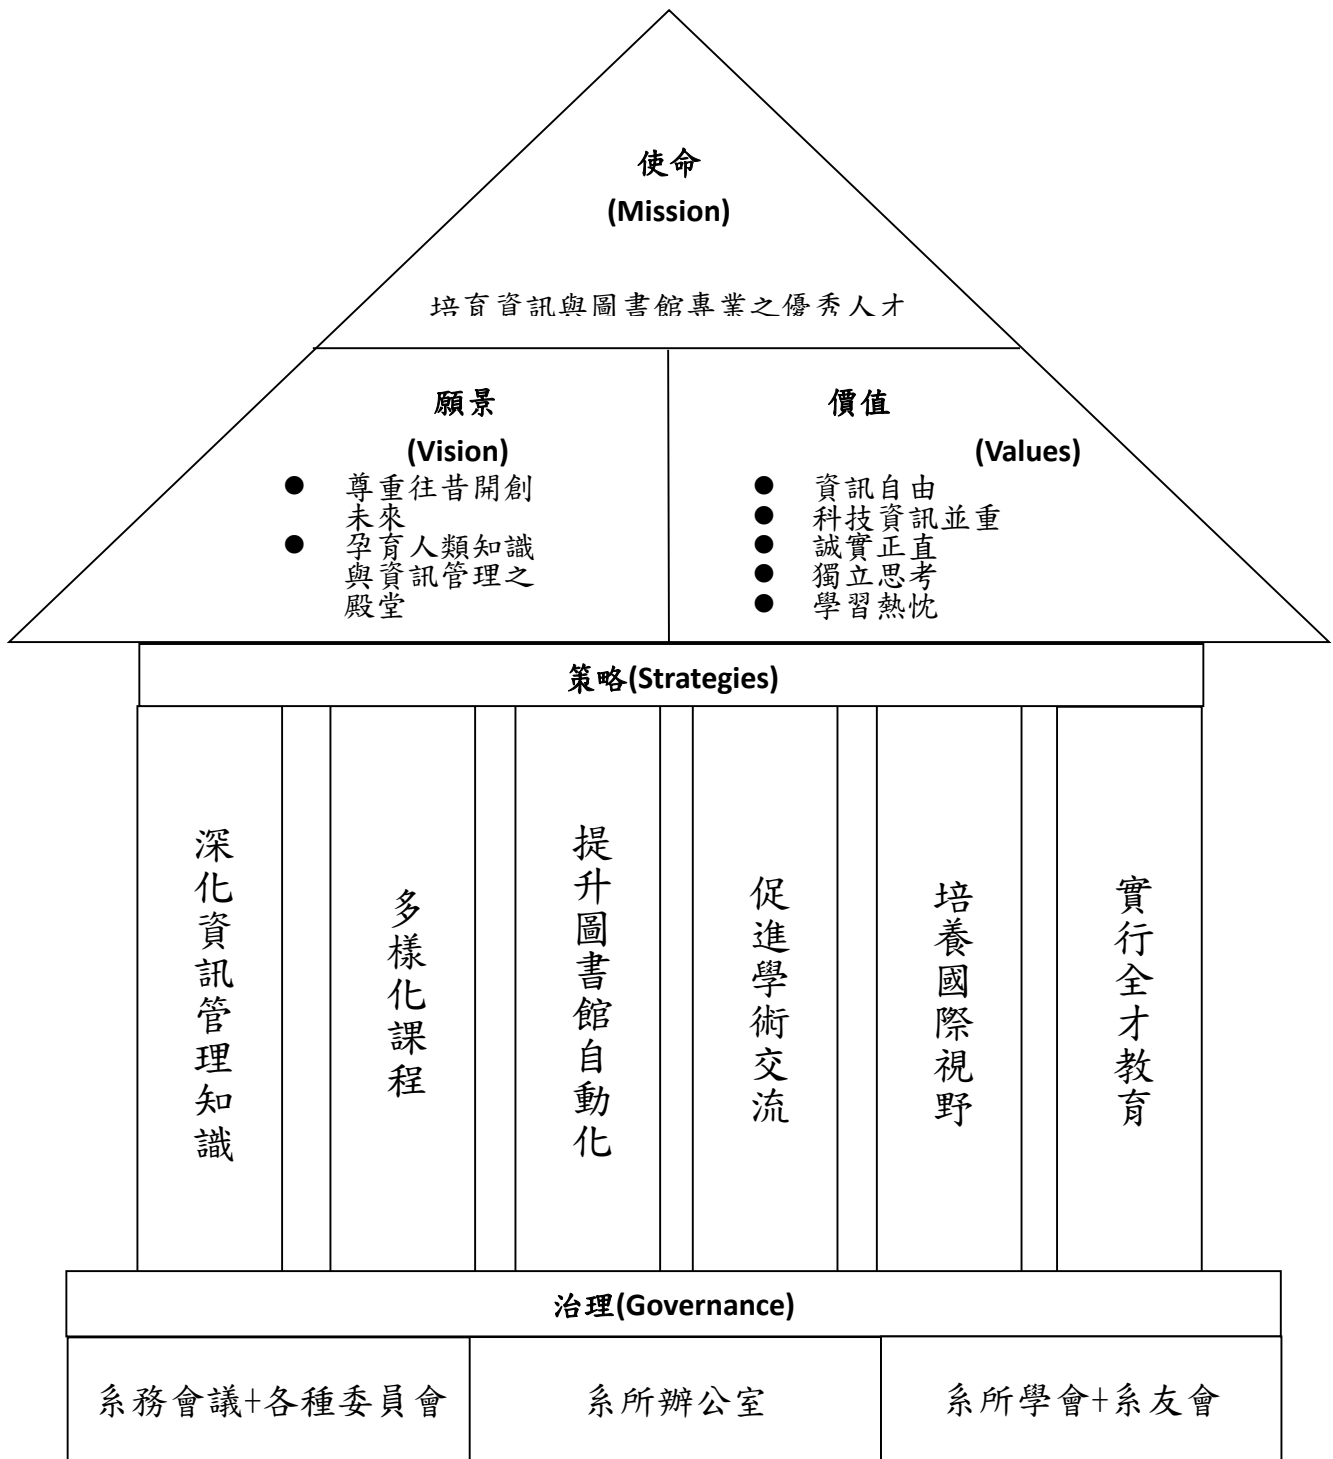 使命
(Mission)
培育資訊與圖書館專業之優秀人才
願景
(Vision)
● 尊重往昔開創
未來
● 孕育人類知識
與資訊管理之
殿堂
價值
(Values)
● 資訊自由
● 科技資訊並重
● 誠實正直
● 獨立思考
● 學習熱忱
策略(Strategies)
深化資訊管理知識
多樣化課程
提升圖書館自動化
促進學術交流
培養國際視野
實行全才教育
治理(Governance)
系務會議+各種委員會
系所辦公室
系所學會+系友會